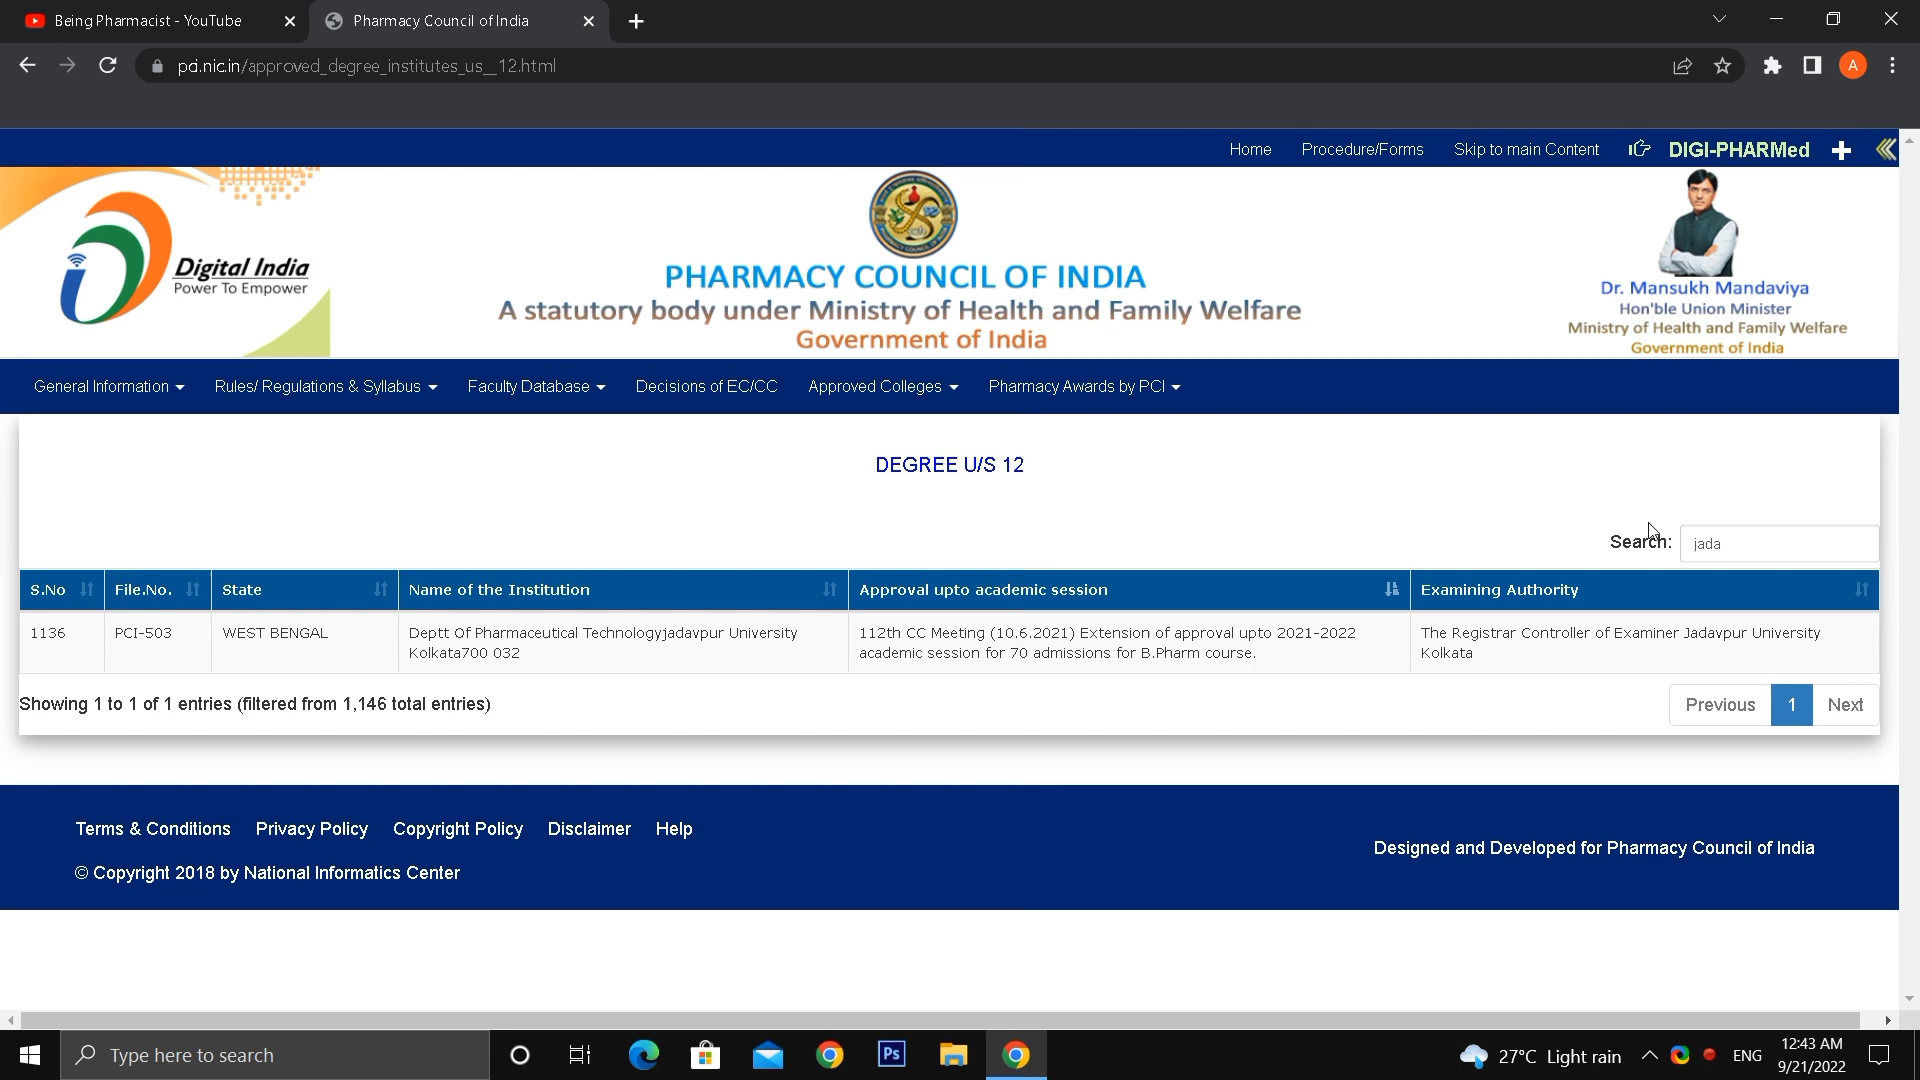 Being Pharmacist - YouTube
Pharmacy Council of India
pci.nic.in/approved_degree_institutes_us__12.html
A
Home
Procedure/Forms
Skip to main Content
DIGI-PHARMed
Digital India
Power To Empower
PHARMACY COUNCIL OF INDIA
A statutory body under Ministry of Health and Family Welfare
Government of India
Dr. Mansukh Mandaviya
Hon'ble Union Minister
Ministry of Health and Family Welfare
Government of India
General Information
Rules/ Regulations & Syllabus
Faculty Database
Decisions of EC/CC
Approved Colleges
Pharmacy Awards by PCI
DEGREE U/S 12
Search: jada
S.No
File.No.
State
Name of the Institution
Approval upto academic session
Examining Authority
1136
PCI-503
WEST BENGAL
Deptt Of Pharmaceutical Technologyjadavpur University
Kolkata700 032
112th CC Meeting (10.6.2021) Extension of approval upto 2021-2022
academic session for 70 admissions for B.Pharm course.
The Registrar Controller of Examiner Jadavpur University
Kolkata
Showing 1 to 1 of 1 entries (filtered from 1,146 total entries)
Previous
1
Next
Terms & Conditions
Privacy Policy
Copyright Policy
Disclaimer
Help
© Copyright 2018 by National Informatics Center
Designed and Developed for Pharmacy Council of India
Type here to search
Ps
27°C Light rain
ENG
12:43 AM
9/21/2022